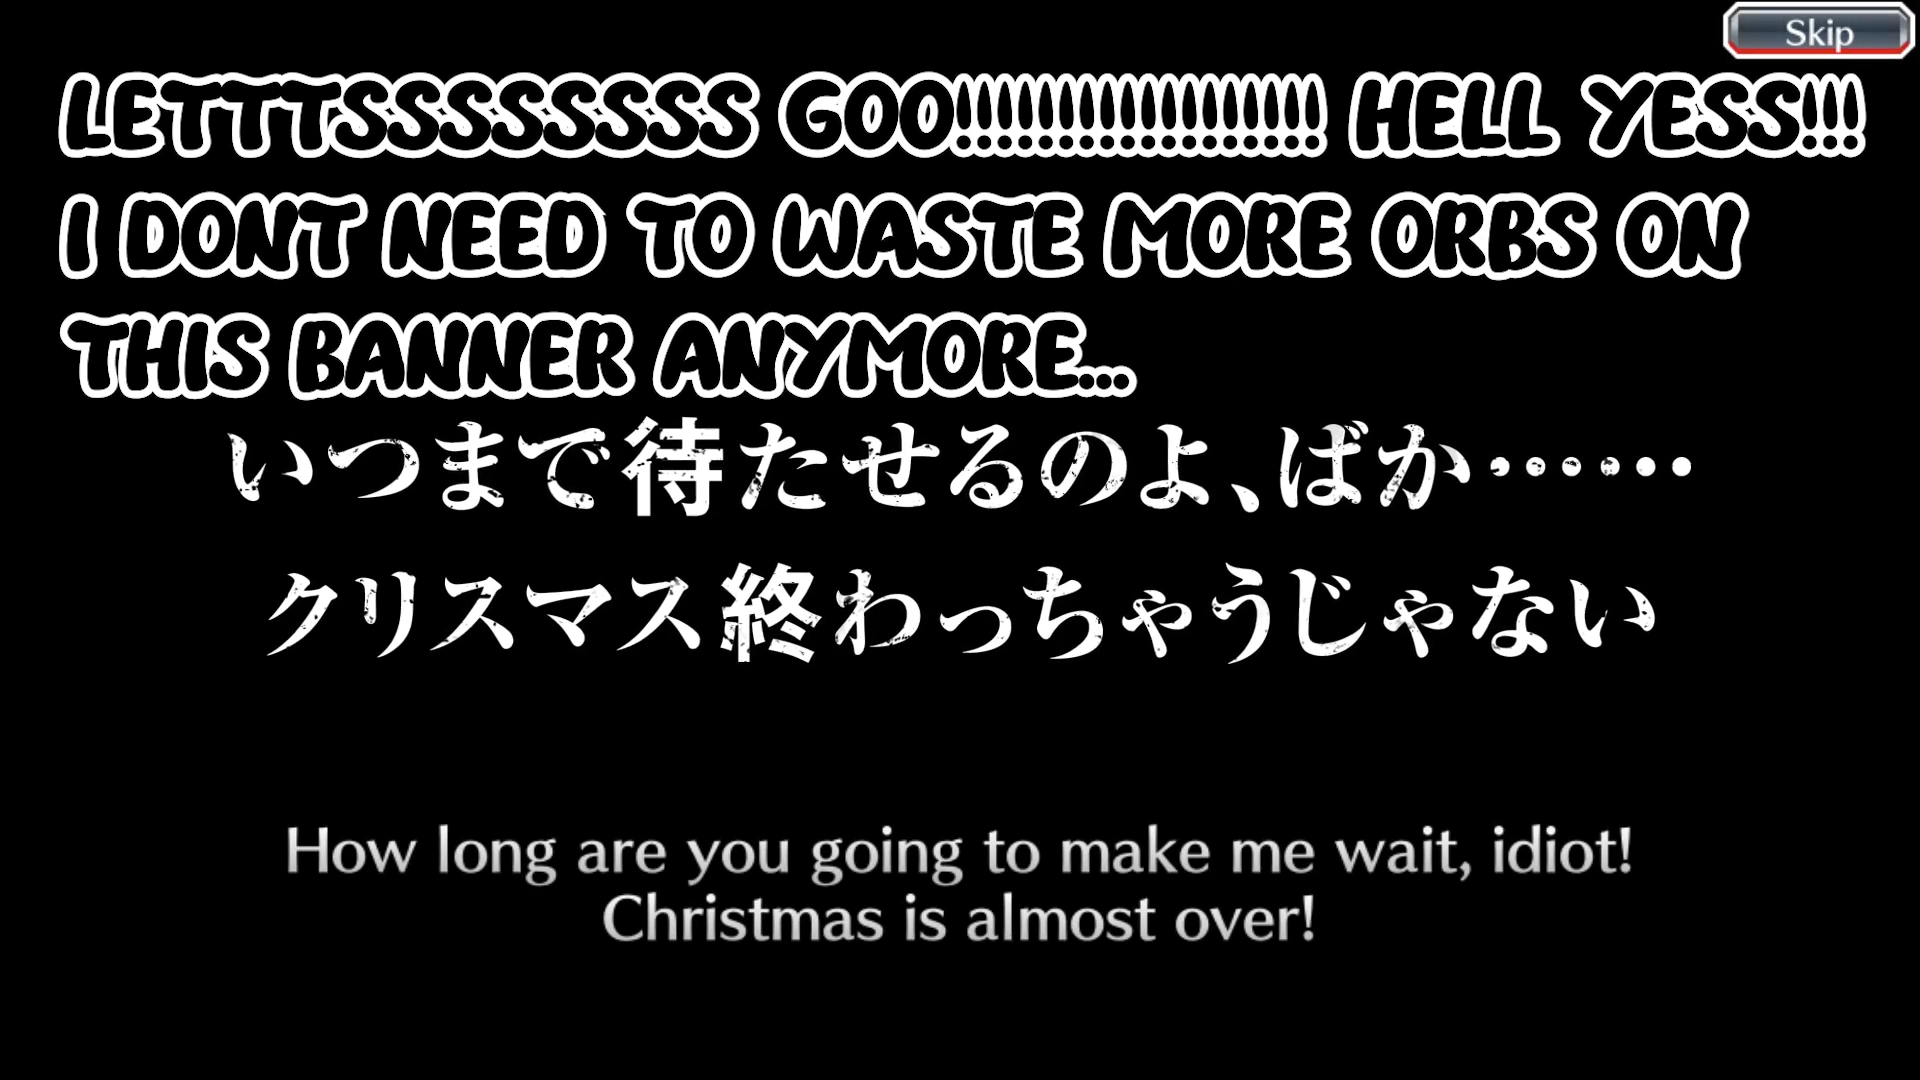 Skip
LETTTSSSSSSSS GOO!!!!!!!!!!!!!!!!!! HELL YESS!!!
I DONT NEED TO WASTE MORE ORBS ON
THIS BANNER ANYMORE...
いつまで待たせるのよ、ばか……
クリスマス終わっちゃうじゃない
How long are you going to make me wait, idiot!
Christmas is almost over!